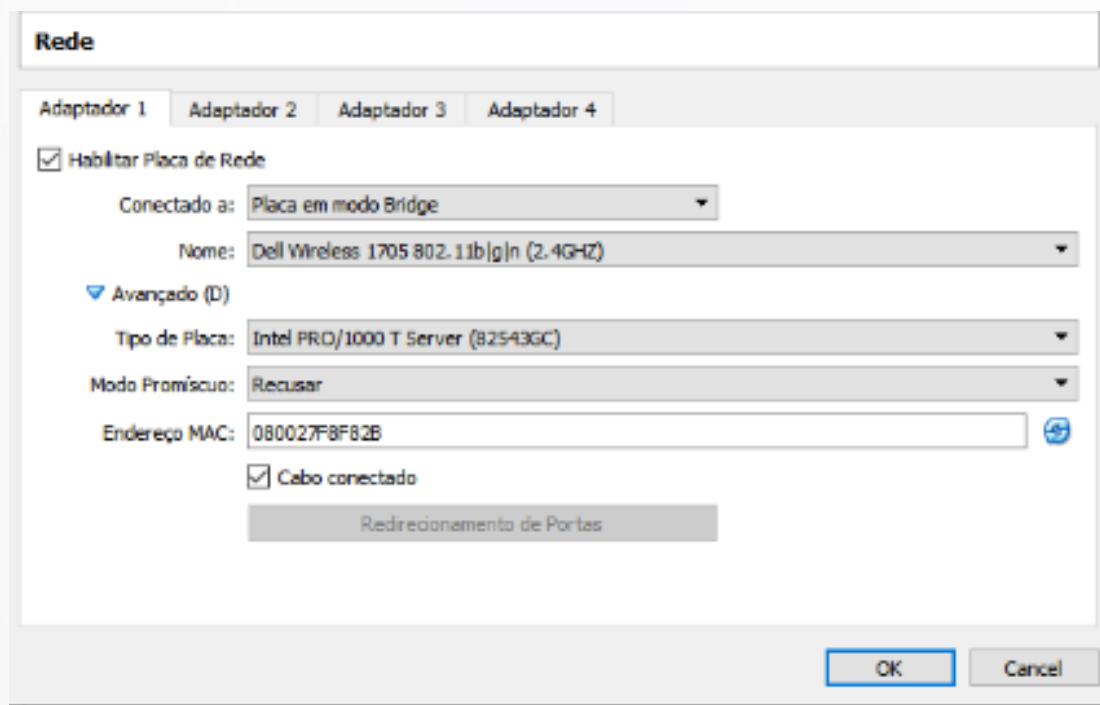 Rede
Adaptador 1 Adaptador 2 Adaptador 3 Adaptador 4
Habilitar Placa de Rede
Conectado a: Placa em modo Bridge
Nome: Dell Wireless 1705 802.11b|g|n (2.4GHZ)
Avançado (D)
Tipo de Placa: Intel PRO/1000 T Server (82543GC)
Modo Promíscuo: Recusar
Endereço MAC: 080027F8F82B
Cabo conectado
Redirecionamento de Portas
OK Cancel